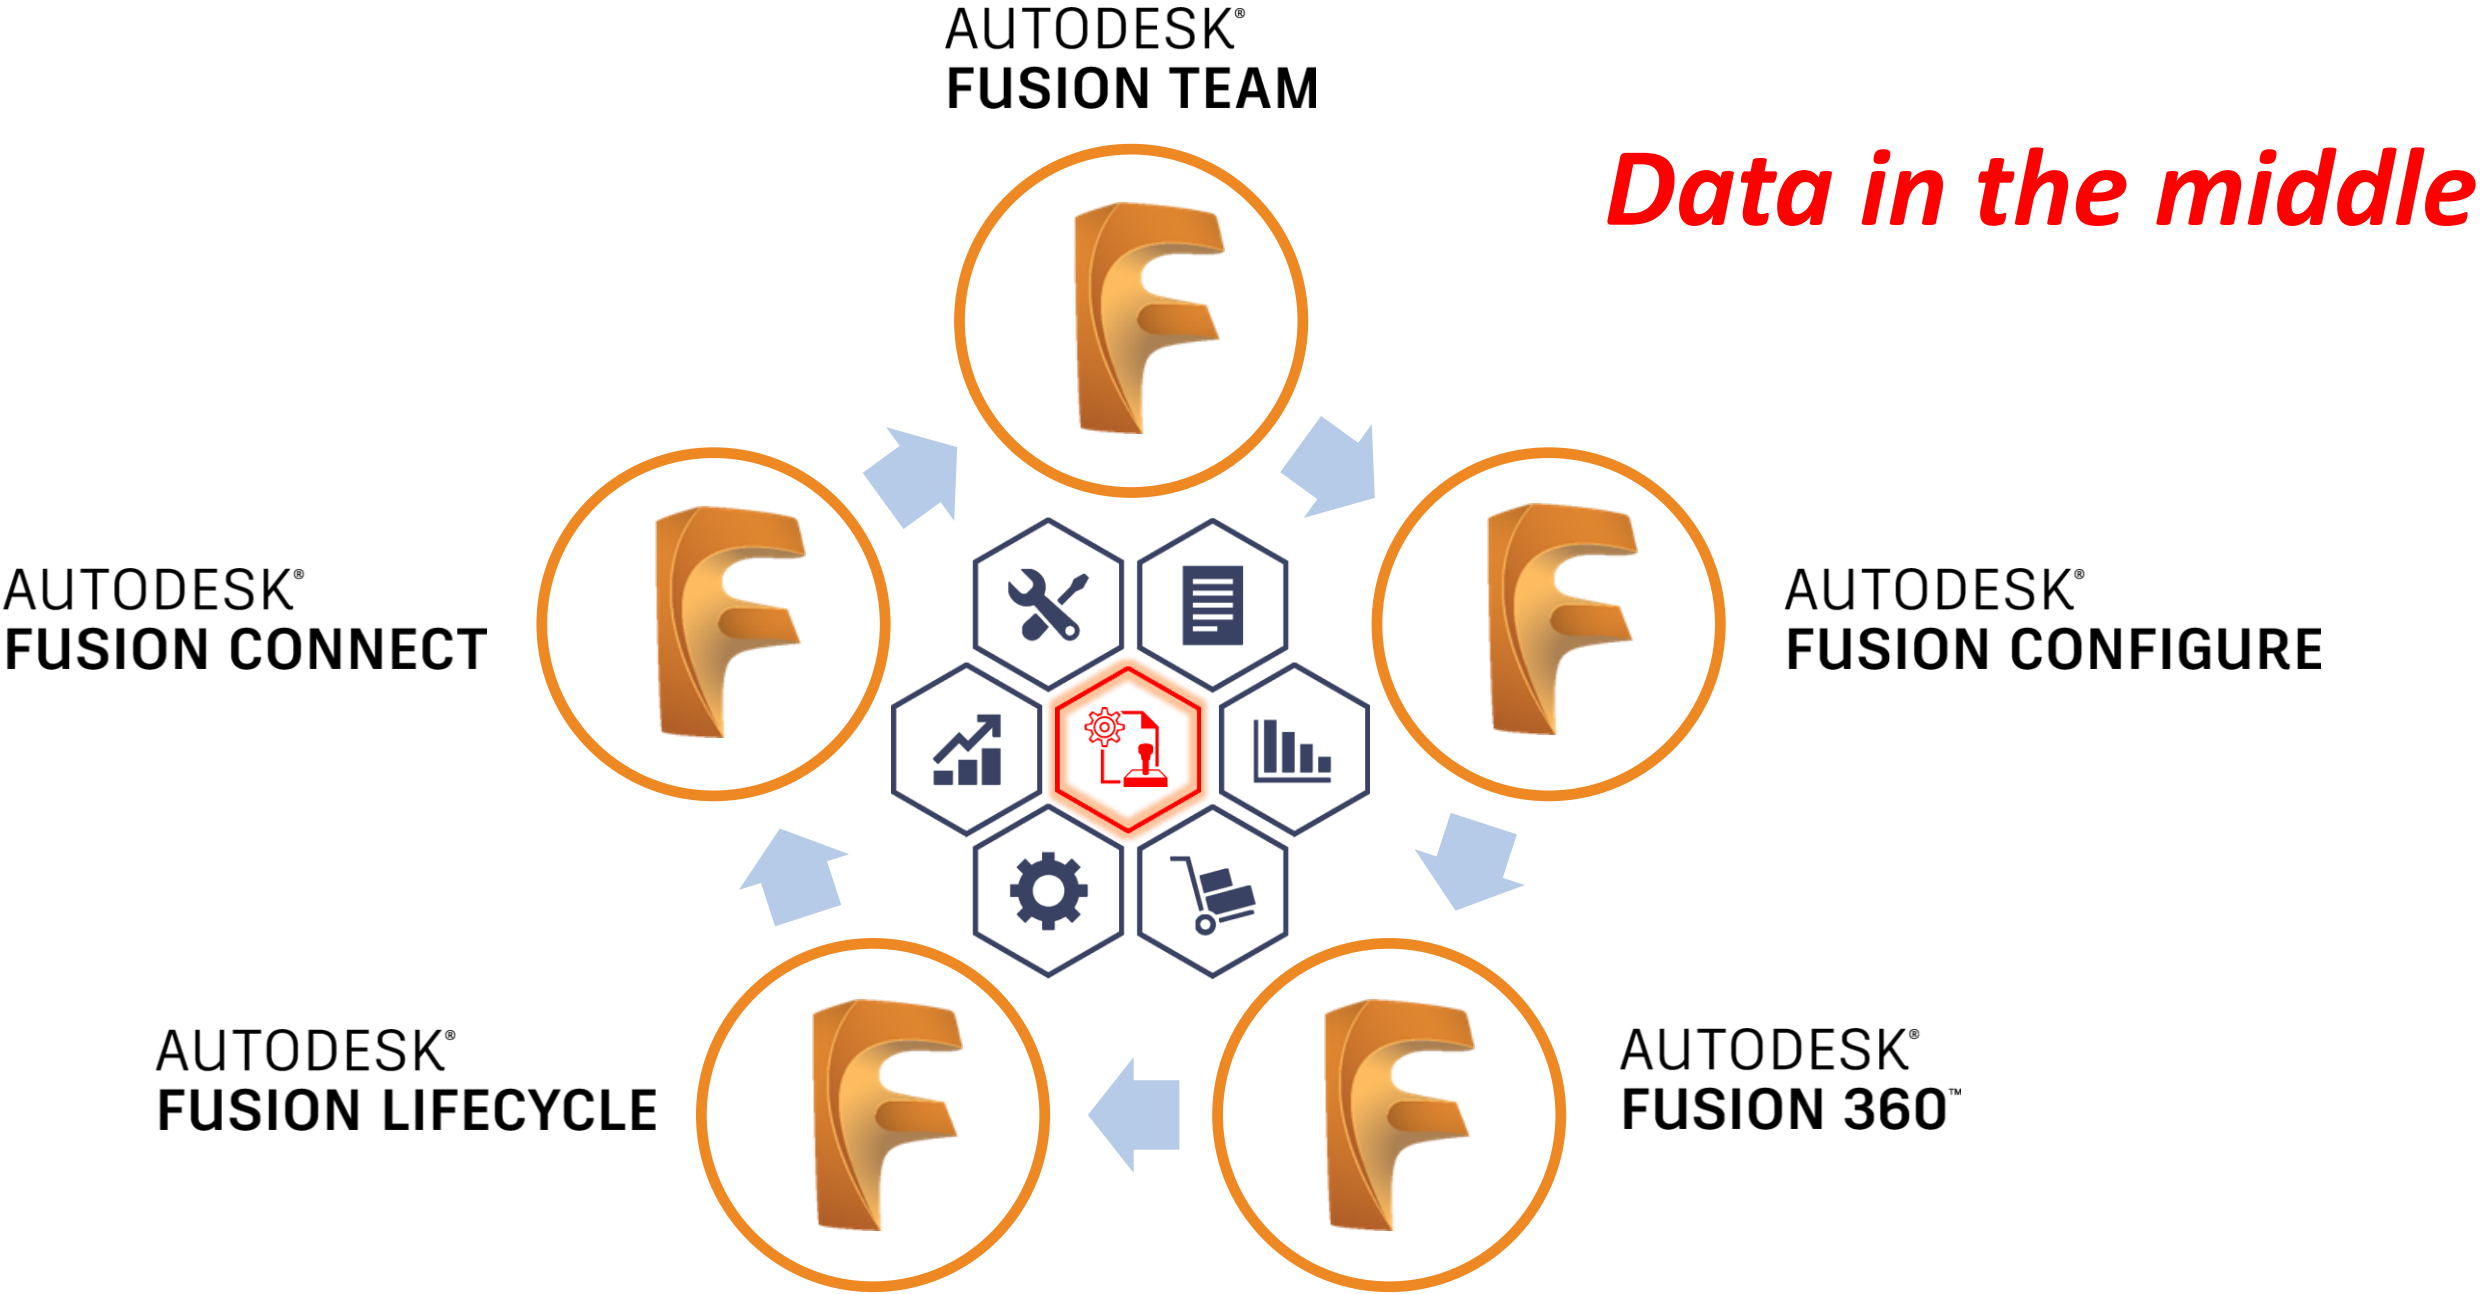 AUTODESK®
FUSION TEAM
Data in the middle
AUTODESK®
FUSION CONNECT
AUTODESK®
FUSION CONFIGURE
AUTODESK®
FUSION LIFECYCLE
AUTODESK®
FUSION 360™